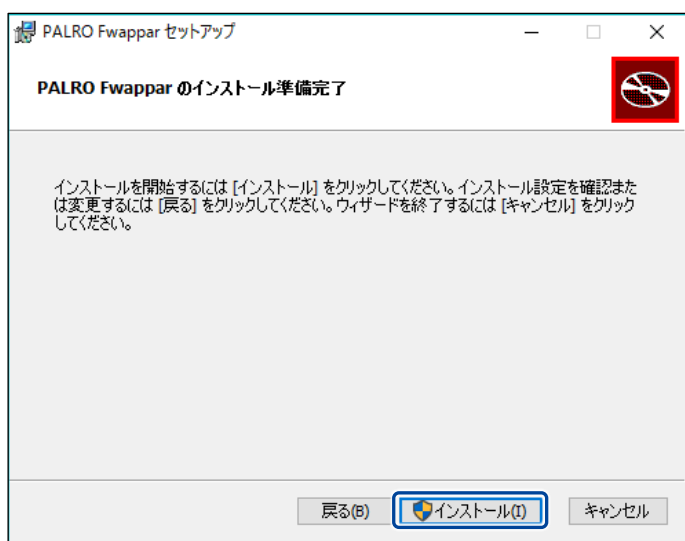 PALRO Fwappar セットアップ
PALRO Fwappar のインストール準備完了
インストールを開始するには [インストール] をクリックしてください。インストール設定を確認また
は変更するには [戻る] をクリックしてください。ウィザードを終了するには [キャンセル] をクリック
してください。
戻る(B) インストール(I) キャンセル